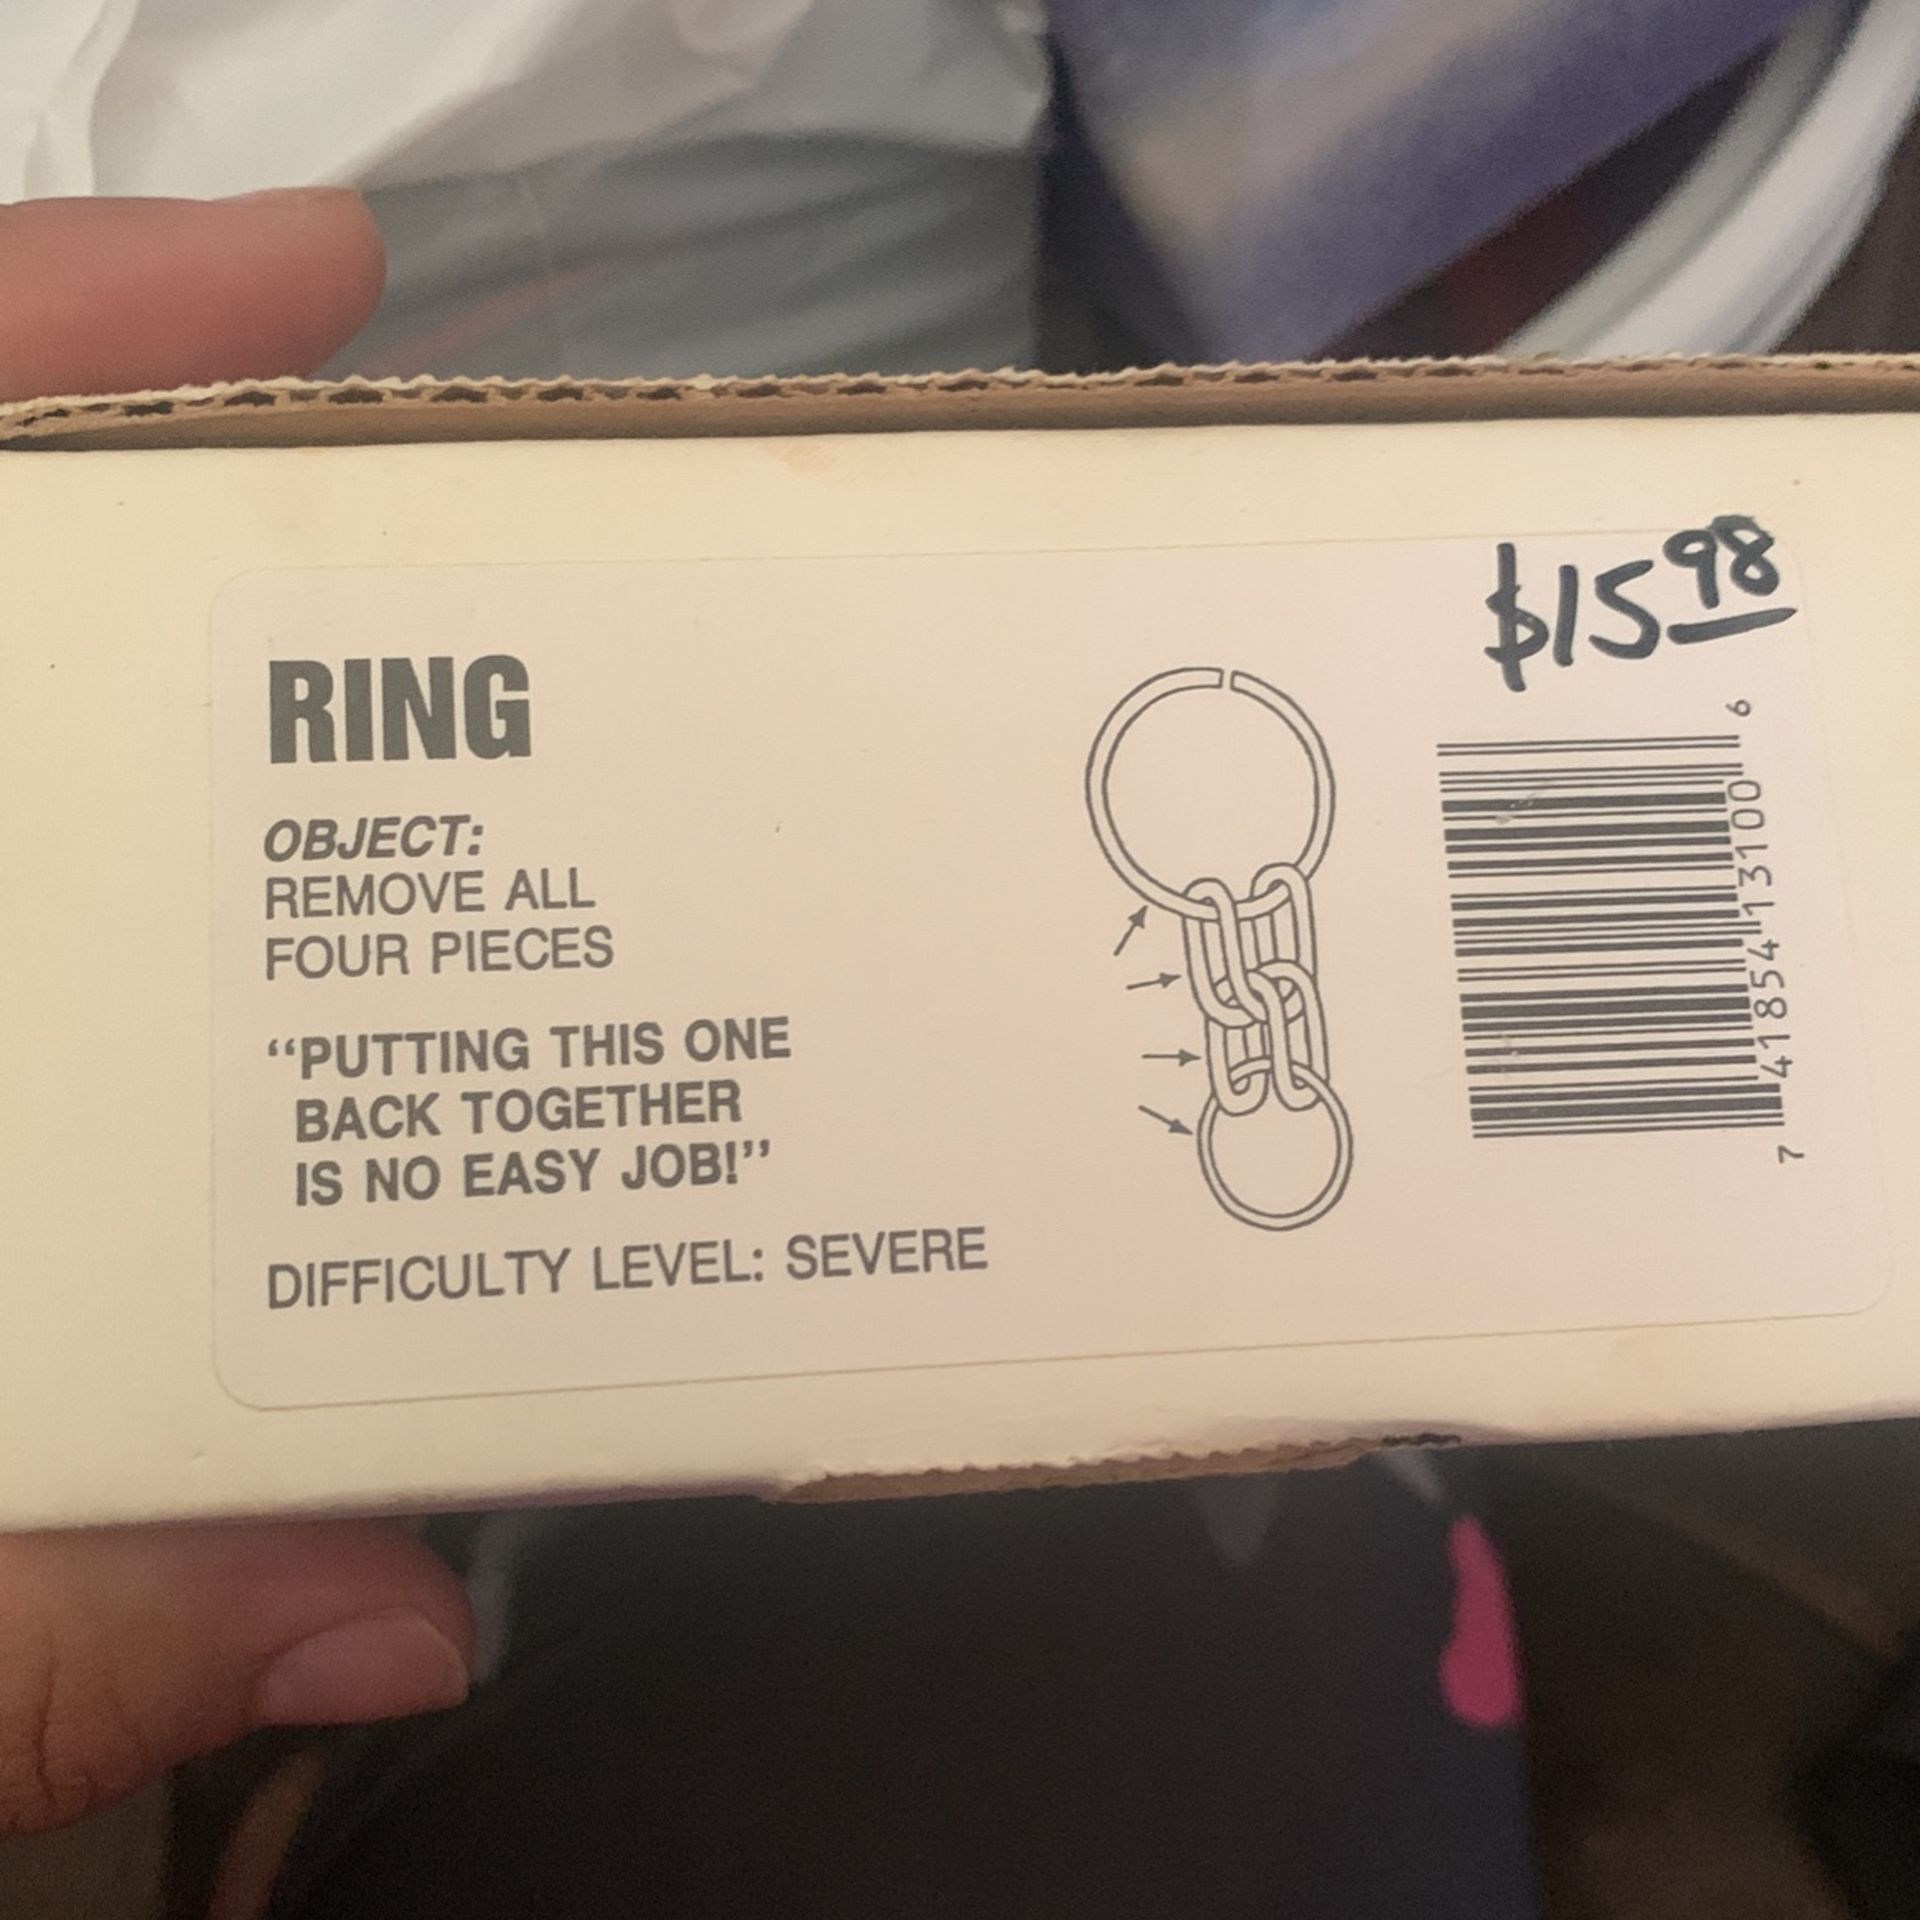 $15.98
RING
OBJECT:
REMOVE ALL
FOUR PIECES
“PUTTING THIS ONE
BACK TOGETHER
IS NO EASY JOB!”
DIFFICULTY LEVEL: SEVERE
7 41854 13100 6